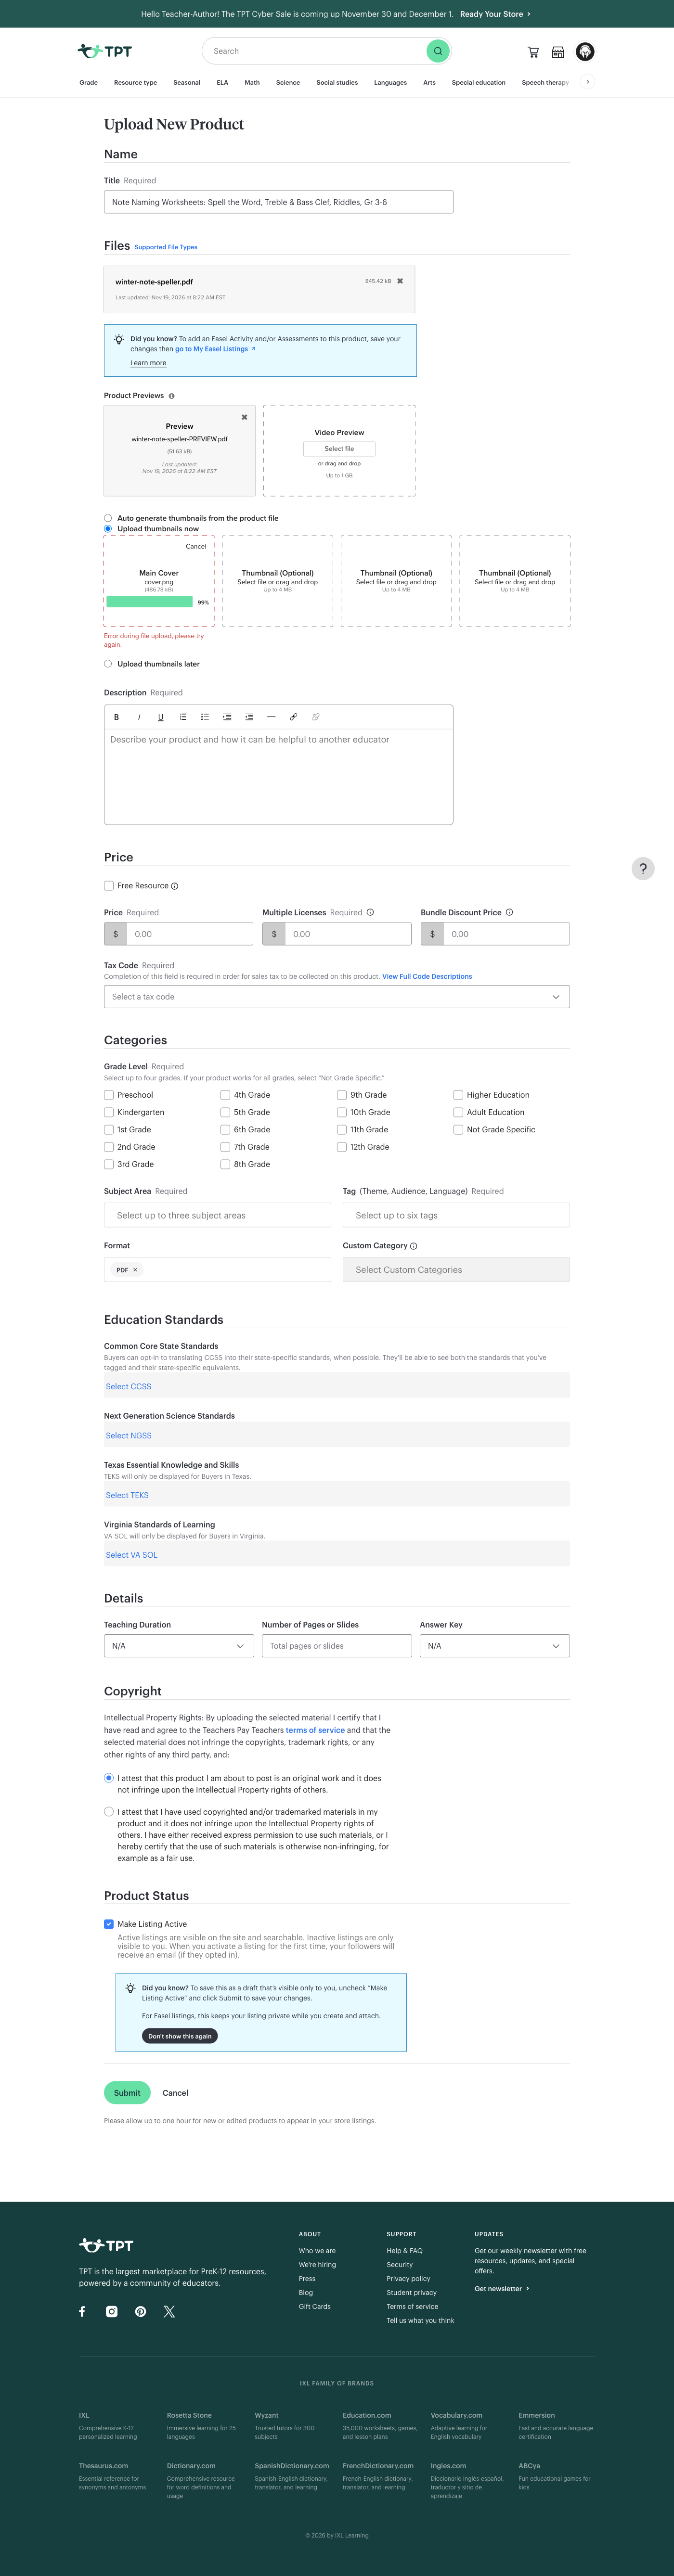 Hello Teacher-Author! The TPT Cyber Sale is coming up November 30 and December 1. Ready Your Store
TPT
Search
Grade Resource type Seasonal ELA Math Science Social studies Languages Arts Special education Speech therapy
Upload New Product
Name
Title Required
Note Naming Worksheets: Spell the Word, Treble & Bass Clef, Riddles, Gr 3-6
Files Supported File Types
winter-note-speller.pdf 845.42 kB
Last updated: Nov 19, 2026 at 8:22 AM EST
Did you know? To add an Easel Activity and/or Assessments to this product, save your
changes then go to My Easel Listings
Learn more
Product Previews
Preview
winter-note-speller-PREVIEW.pdf
(51.63 kB)
Last updated:
Nov 19, 2026 at 8:22 AM EST
Video Preview
Select file
or drag and drop
Up to 1 GB
Auto generate thumbnails from the product file
Upload thumbnails now
Cancel
Main Cover
cover.png
(486.78 kB)
99%
Thumbnail (Optional)
Select file or drag and drop
Up to 4 MB
Thumbnail (Optional)
Select file or drag and drop
Up to 4 MB
Thumbnail (Optional)
Select file or drag and drop
Up to 4 MB
Error during file upload, please try
again.
Upload thumbnails later
Description Required
B I U
Describe your product and how it can be helpful to another educator
Price
Free Resource
Price Required Multiple Licenses Required Bundle Discount Price
$ 0.00 $ 0.00 $ 0.00
Tax Code Required
Completion of this field is required in order for sales tax to be collected on this product. View Full Code Descriptions
Select a tax code
?
Categories
Grade Level Required
Select up to four grades. If your product works for all grades, select "Not Grade Specific."
Preschool 4th Grade 9th Grade Higher Education
Kindergarten 5th Grade 10th Grade Adult Education
1st Grade 6th Grade 11th Grade Not Grade Specific
2nd Grade 7th Grade 12th Grade
3rd Grade 8th Grade
Subject Area Required Tag (Theme, Audience, Language) Required
Select up to three subject areas Select up to six tags
Format Custom Category
PDF Select Custom Categories
Education Standards
Common Core State Standards
Buyers can opt-in to translating CCSS into their state-specific standards, when possible. They'll be able to see both the standards that you've
tagged and their state-specific equivalents.
Select CCSS
Next Generation Science Standards
Select NGSS
Texas Essential Knowledge and Skills
TEKS will only be displayed for Buyers in Texas.
Select TEKS
Virginia Standards of Learning
VA SOL will only be displayed for Buyers in Virginia.
Select VA SOL
Details
Teaching Duration Number of Pages or Slides Answer Key
N/A Total pages or slides N/A
Copyright
Intellectual Property Rights: By uploading the selected material I certify that I
have read and agree to the Teachers Pay Teachers terms of service and that the
selected material does not infringe the copyrights, trademark rights, or any
other rights of any third party, and:
I attest that this product I am about to post is an original work and it does
not infringe upon the Intellectual Property rights of others.
I attest that I have used copyrighted and/or trademarked materials in my
product and it does not infringe upon the Intellectual Property rights of
others. I have either received express permission to use such materials, or I
hereby certify that the use of such materials is otherwise non-infringing, for
example as a fair use.
Product Status
Make Listing Active
Active listings are visible on the site and searchable. Inactive listings are only
visible to you. When you activate a listing for the first time, your followers will
receive an email (if they opted in).
Did you know? To save this as a draft that's visible only to you, uncheck "Make
Listing Active" and click Submit to save your changes.
For Easel listings, this keeps your listing private while you create and attach.
Don't show this again
Submit Cancel
Please allow up to one hour for new or edited products to appear in your store listings.
TPT
TPT is the largest marketplace for PreK-12 resources,
powered by a community of educators.
ABOUT
Who we are
We're hiring
Press
Blog
Gift Cards
SUPPORT
Help & FAQ
Security
Privacy policy
Student privacy
Terms of service
Tell us what you think
UPDATES
Get our weekly newsletter with free
resources, updates, and special
offers.
Get newsletter
IXL FAMILY OF BRANDS
IXL
Comprehensive K-12
personalized learning
Rosetta Stone
Immersive learning for 25
languages
Wyzant
Trusted tutors for 300
subjects
Education.com
35,000 worksheets, games,
and lesson plans
Vocabulary.com
Adaptive learning for
English vocabulary
Emmersion
Fast and accurate language
certification
Thesaurus.com
Essential reference for
synonyms and antonyms
Dictionary.com
Comprehensive resource
for word definitions and
usage
SpanishDictionary.com
Spanish-English dictionary,
translator, and learning
FrenchDictionary.com
French-English dictionary,
translator, and learning
Ingles.com
Diccionario inglés-español,
traductor y sitio de
aprendizaje
ABCya
Fun educational games for
kids
© 2026 by IXL Learning